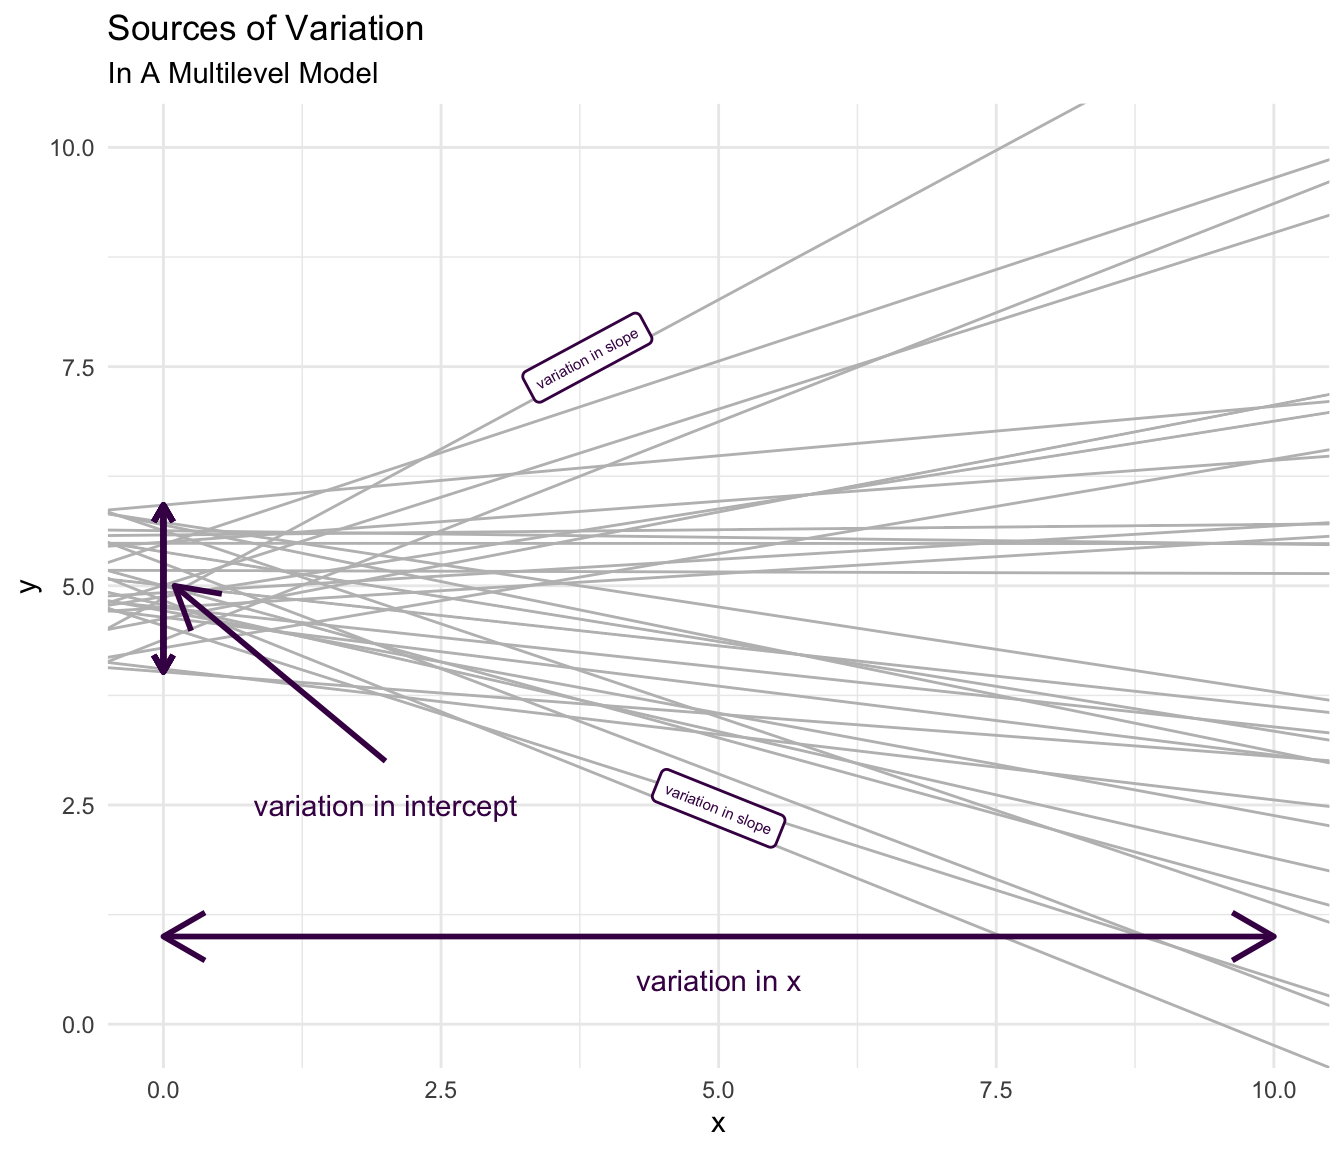 Sources of Variation
In A Multilevel Model
10.0
7.5
5.0
2.5
0.0
y
variation in slope
variation in slope
variation in intercept
variation in x
0.0 2.5 5.0 7.5 10.0
x